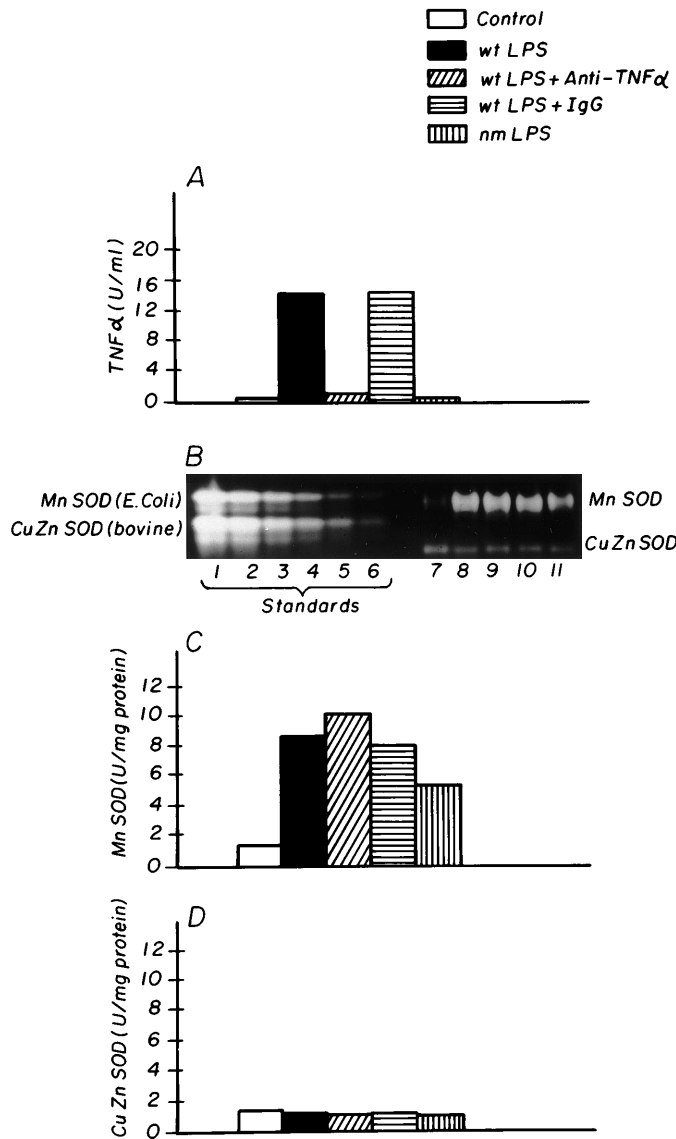 Control
wt LPS
wt LPS + Anti-TNFα
wt LPS + IgG
nm LPS
A
TNFα (U/ml)
20
16
12
8
4
0
B
Mn SOD (E.Coli)
CuZn SOD (bovine)
Mn SOD
CuZn SOD
1 2 3 4 5 6 7 8 9 10 11
Standards
C
Mn SOD (U/mg protein)
12
10
8
6
4
2
0
D
Cu Zn SOD (U/mg protein)
12
10
8
6
4
2
0